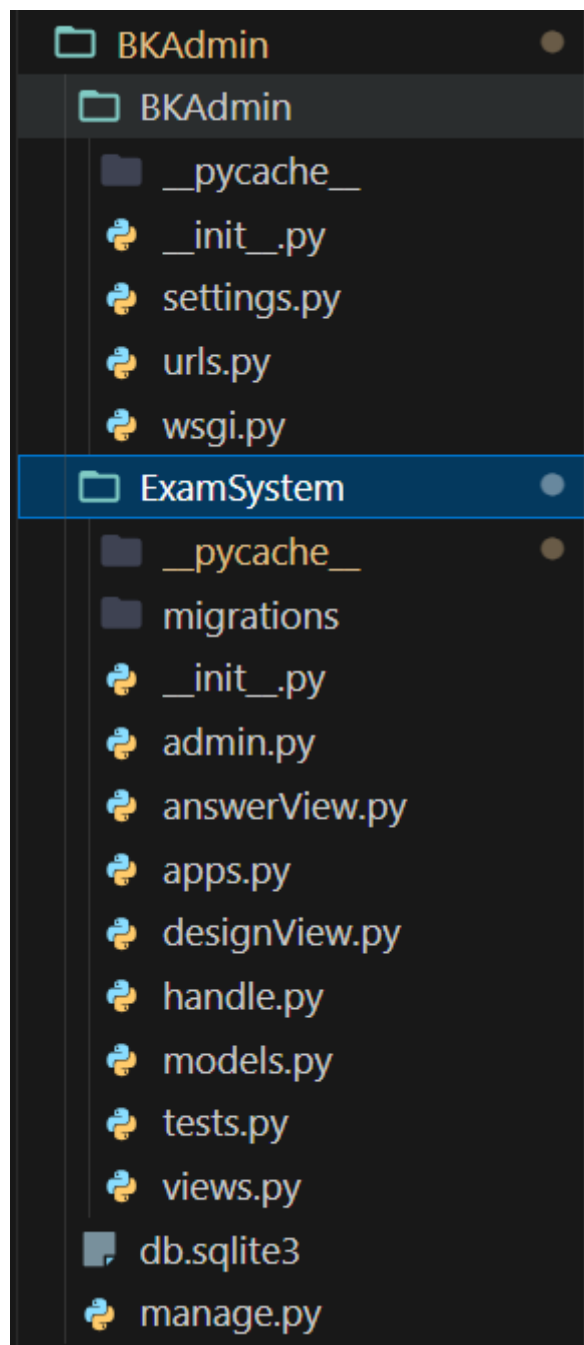 BKAdmin
BKAdmin
__pycache__
__init__.py
settings.py
urls.py
wsgi.py
ExamSystem
__pycache__
migrations
__init__.py
admin.py
answerView.py
apps.py
designView.py
handle.py
models.py
tests.py
views.py
db.sqlite3
manage.py